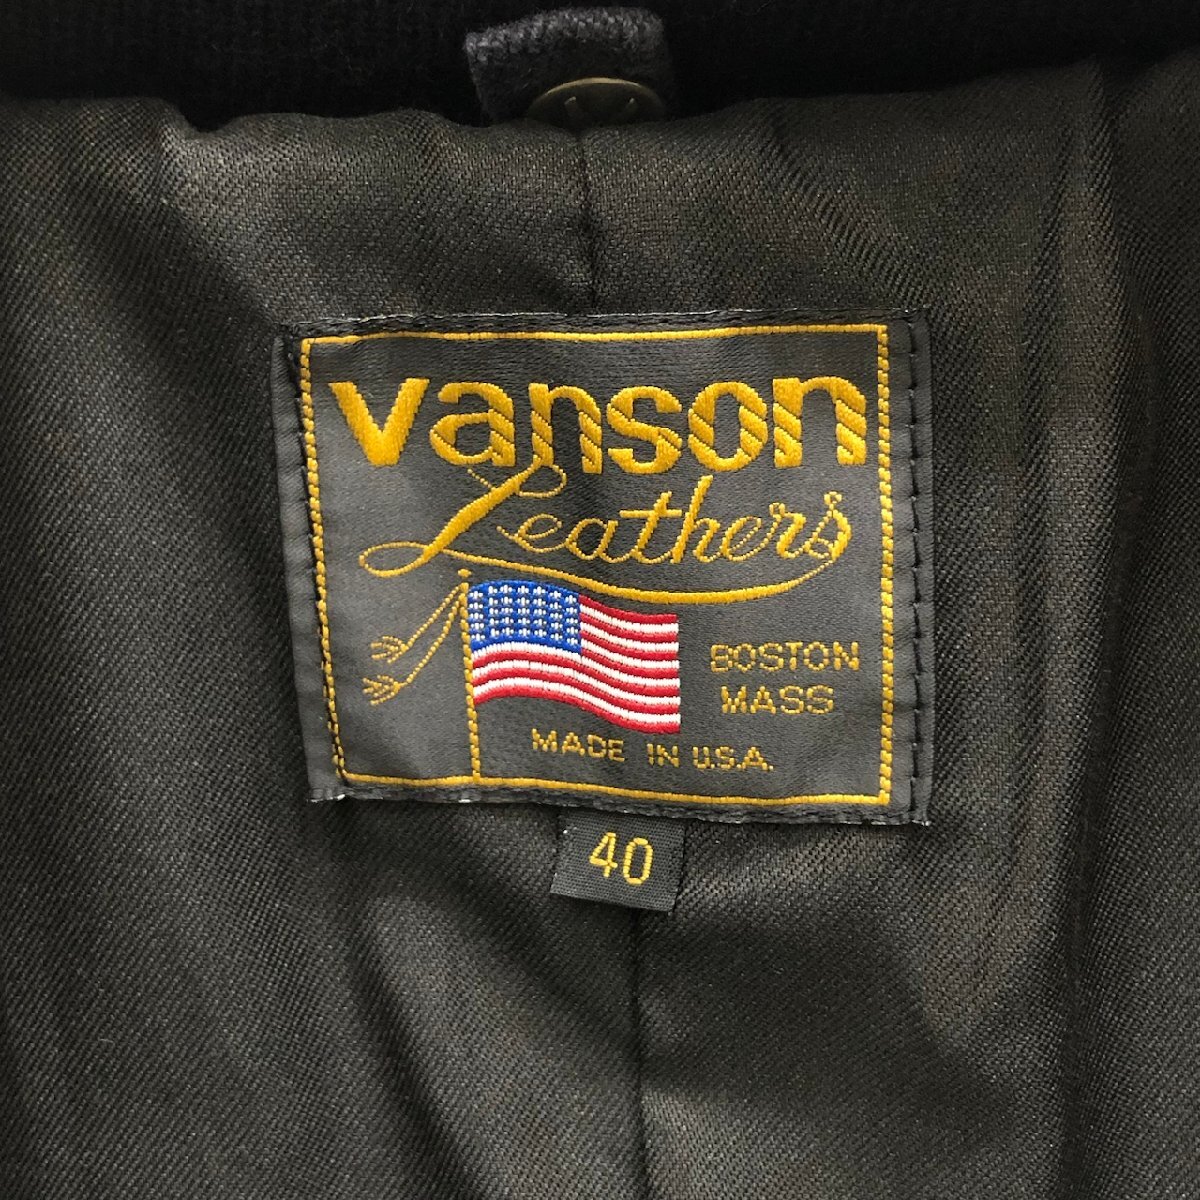 vanson
Leathers
BOSTON
MASS
MADE IN U.S.A.
40